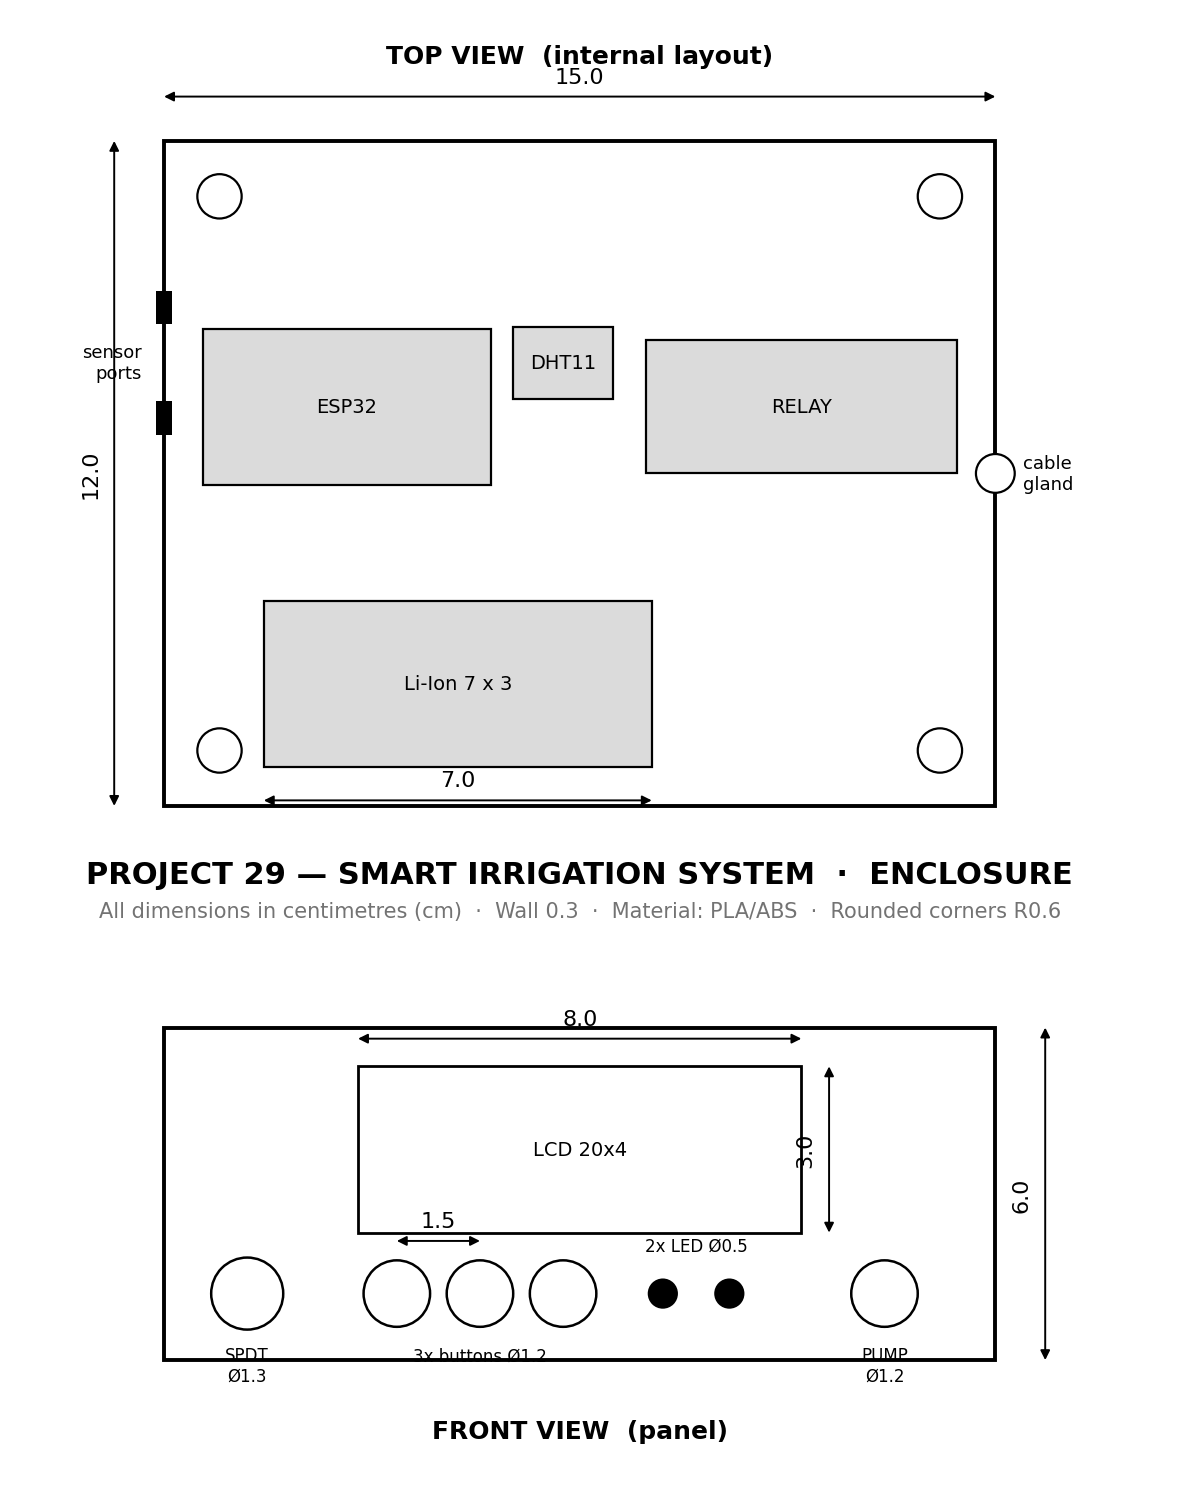 TOP VIEW  (internal layout)
15.0
sensor
ports
ESP32
DHT11
RELAY
cable
gland
12.0
Li-Ion 7 x 3
7.0
PROJECT 29 — SMART IRRIGATION SYSTEM  ·  ENCLOSURE
All dimensions in centimetres (cm)  ·  Wall 0.3  ·  Material: PLA/ABS  ·  Rounded corners R0.6
8.0
LCD 20x4
3.0
6.0
1.5
2x LED Ø0.5
SPDT
Ø1.3
3x buttons Ø1.2
PUMP
Ø1.2
FRONT VIEW  (panel)